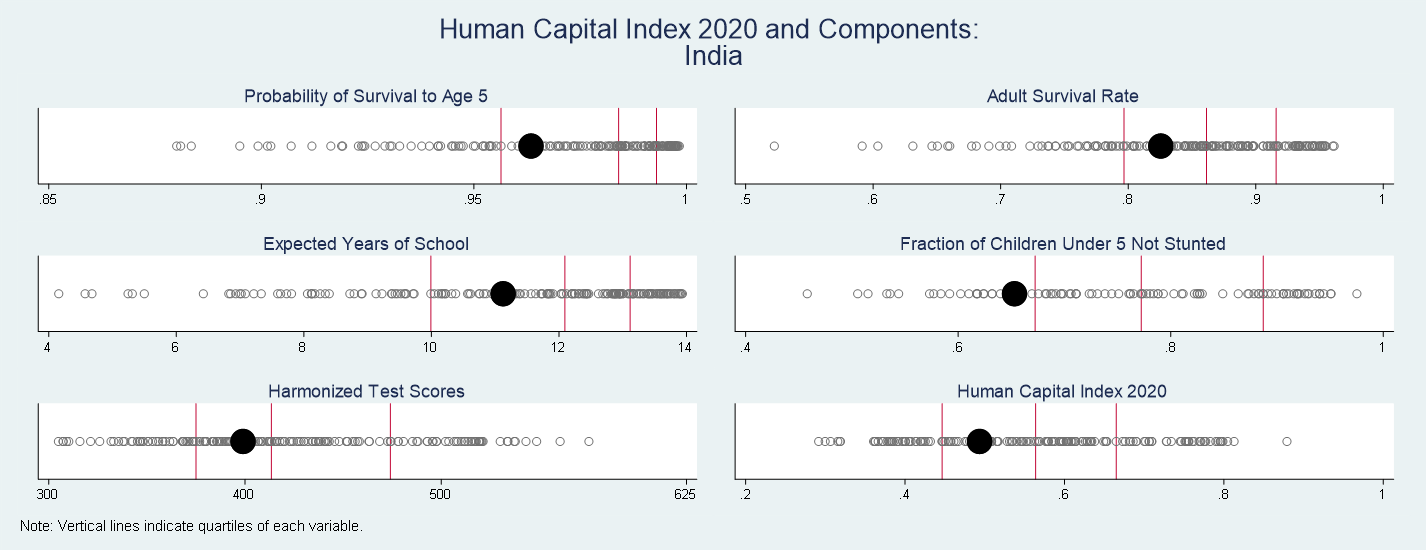 Human Capital Index 2020 and Components:
India
Probability of Survival to Age 5
.85 .9 .95 1
Adult Survival Rate
.5 .6 .7 .8 .9 1
Expected Years of School
4 6 8 10 12 14
Fraction of Children Under 5 Not Stunted
.4 .6 .8 1
Harmonized Test Scores
300 400 500 625
Human Capital Index 2020
.2 .4 .6 .8 1
Note: Vertical lines indicate quartiles of each variable.